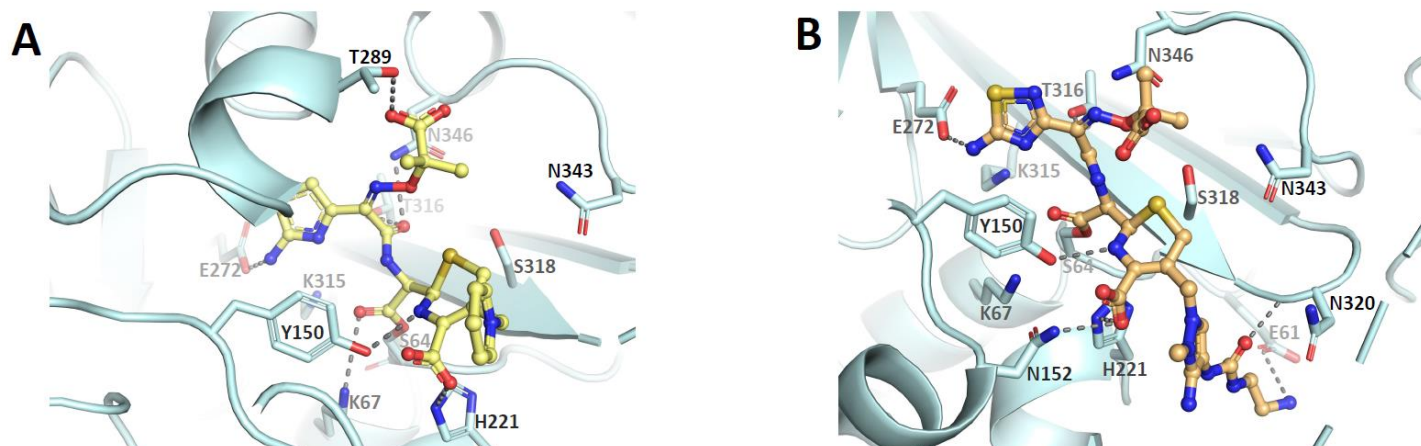 A
T289
N346
N343
T316
S318
E272
K315
Y150
S64
K67
H221
B
N346
T316
E272
K315
N343
S318
Y150
S64
K67
N320
E61
N152
H221